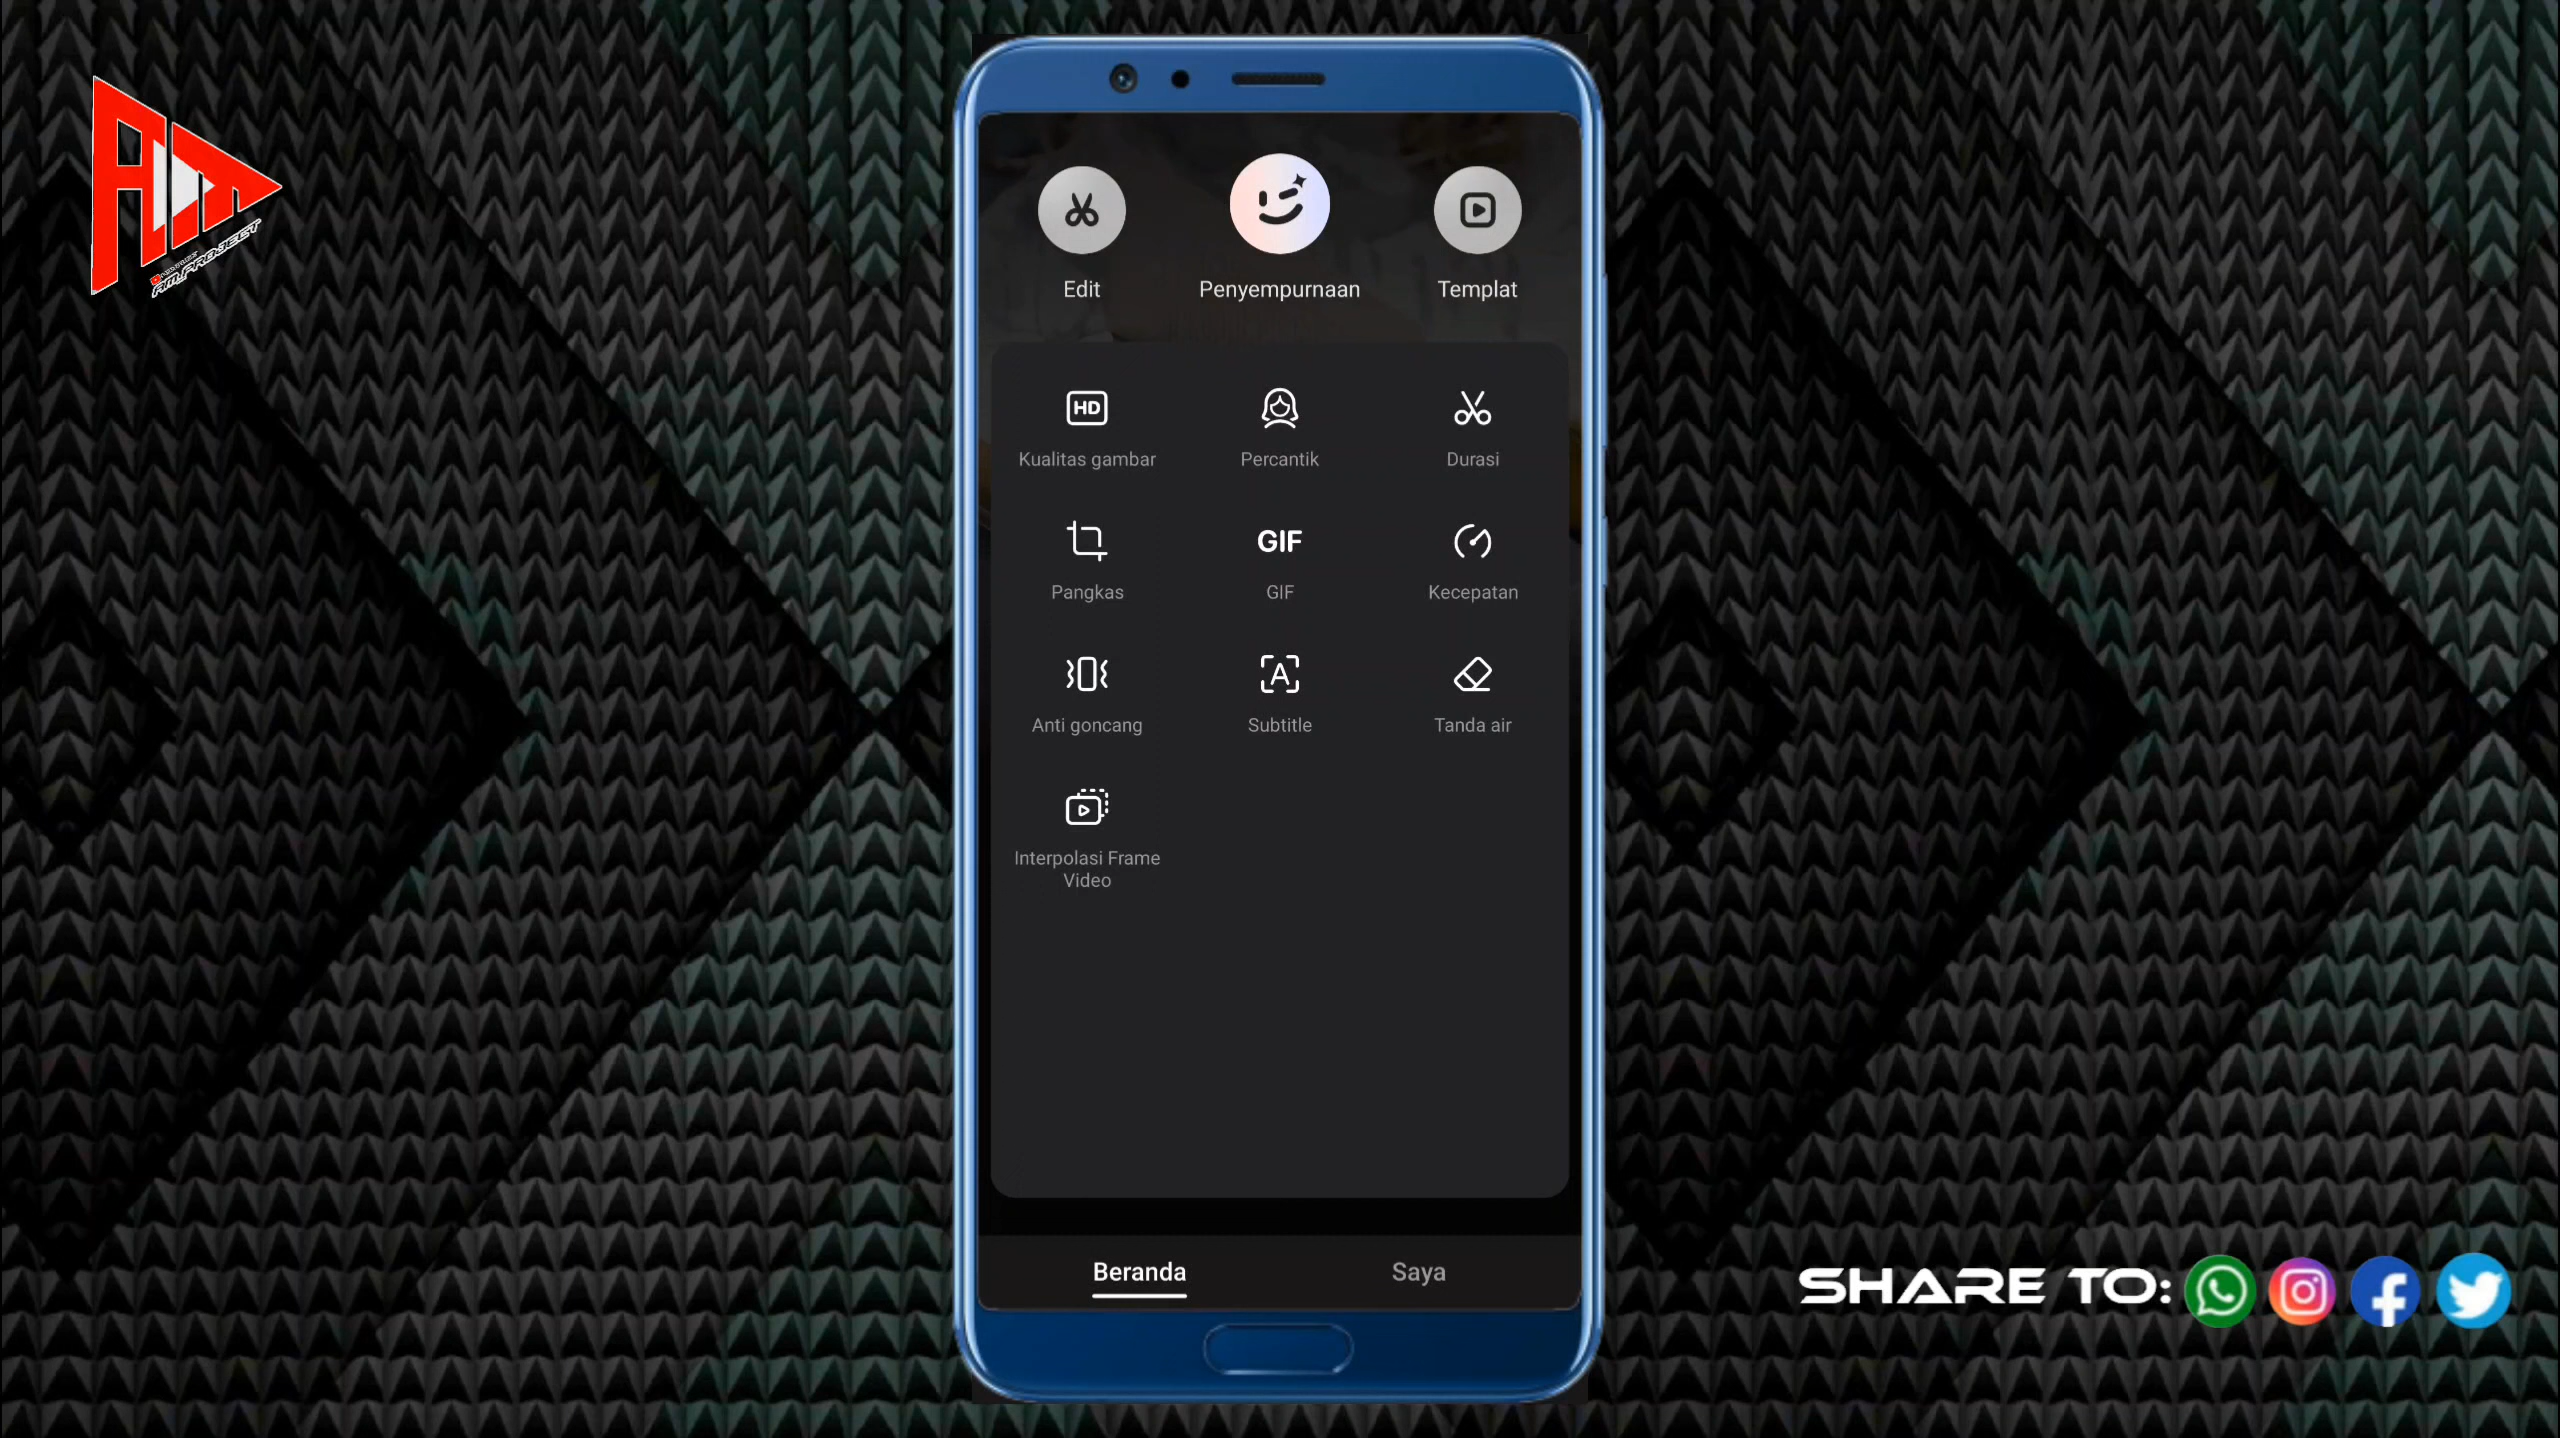 AM_PROJECT
Edit
Penyempurnaan
Templat
HD
Kualitas gambar
Percantik
Durasi
Pangkas
GIF
GIF
Kecepatan
Anti goncang
A
Subtitle
Tanda air
Interpolasi Frame
Video
Beranda
Saya
SHARE TO: